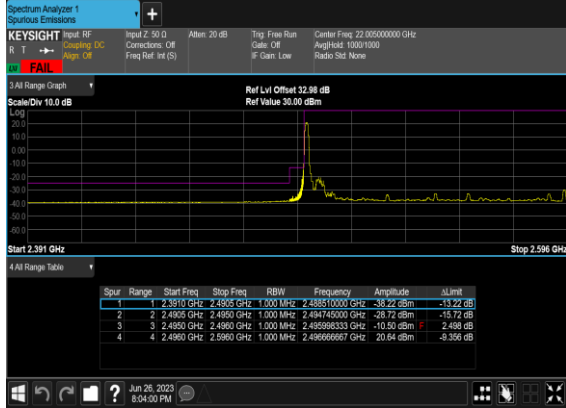 Spectrum Analyzer 1
Spurious Emissions
KEYSIGHT Input: RF Input Z: 50 Ω Atten: 20 dB Trig: Free Run Center Freq: 22.005000000 GHz
R T Coupling: DC Corrections: Off Gate: Off Avg|Hold: 1000/1000
Align: Off Freq Ref: Int (S) IF Gain: Low Radio Std: None
FAIL
3 All Range Graph
Ref Lvl Offset 32.98 dB
Scale/Div 10.0 dB Ref Value 30.00 dBm
Log
20.0
10.0
0.00
-10.0
-20.0
-30.0
-40.0
-50.0
-60.0
Start 2.391 GHz Stop 2.596 GHz
4 All Range Table
Spur Range Start Freq Stop Freq RBW Frequency Amplitude ΔLimit
1 1 2.3910 GHz 2.4905 GHz 1.000 MHz 2.488510000 GHz -38.22 dBm -13.22 dB
2 2 2.4905 GHz 2.4950 GHz 1.000 MHz 2.494745000 GHz -28.72 dBm -15.72 dB
3 3 2.4950 GHz 2.4960 GHz 1.000 MHz 2.495998333 GHz -10.50 dBm F 2.498 dB
4 4 2.4960 GHz 2.5960 GHz 1.000 MHz 2.496666667 GHz 20.64 dBm -9.356 dB
Jun 26, 2023
8:04:00 PM